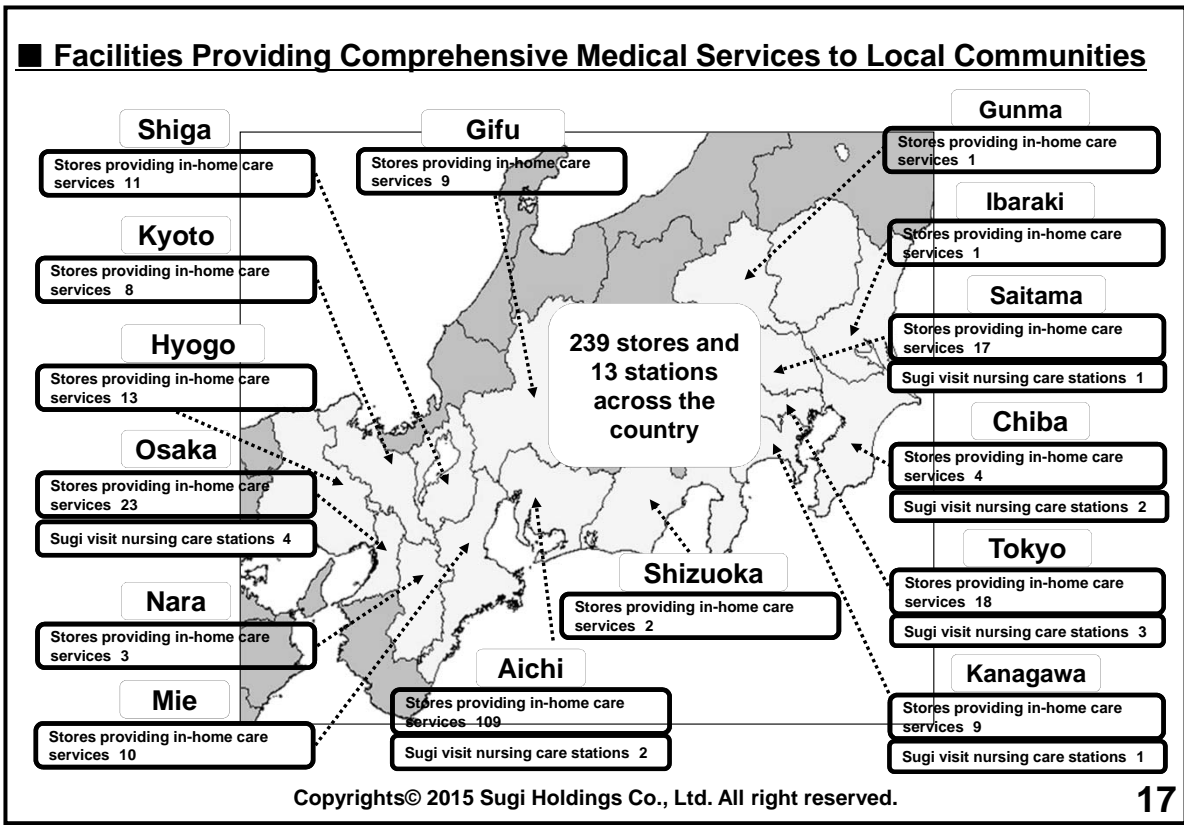 ■ Facilities Providing Comprehensive Medical Services to Local Communities
Shiga
Stores providing in-home care
services 11
Gifu
Stores providing in-home care
services 9
Gunma
Stores providing in-home care
services 1
Kyoto
Stores providing in-home care
services 8
Ibaraki
Stores providing in-home care
services 1
Hyogo
Stores providing in-home care
services 13
239 stores and
13 stations
across the
country
Saitama
Stores providing in-home care
services 17
Sugi visit nursing care stations 1
Osaka
Stores providing in-home care
services 23
Sugi visit nursing care stations 4
Chiba
Stores providing in-home care
services 4
Sugi visit nursing care stations 2
Nara
Stores providing in-home care
services 3
Shizuoka
Stores providing in-home care
services 2
Tokyo
Stores providing in-home care
services 18
Sugi visit nursing care stations 3
Mie
Stores providing in-home care
services 10
Aichi
Stores providing in-home care
services 109
Sugi visit nursing care stations 2
Kanagawa
Stores providing in-home care
services 9
Sugi visit nursing care stations 1
Copyrights© 2015 Sugi Holdings Co., Ltd. All right reserved.
17